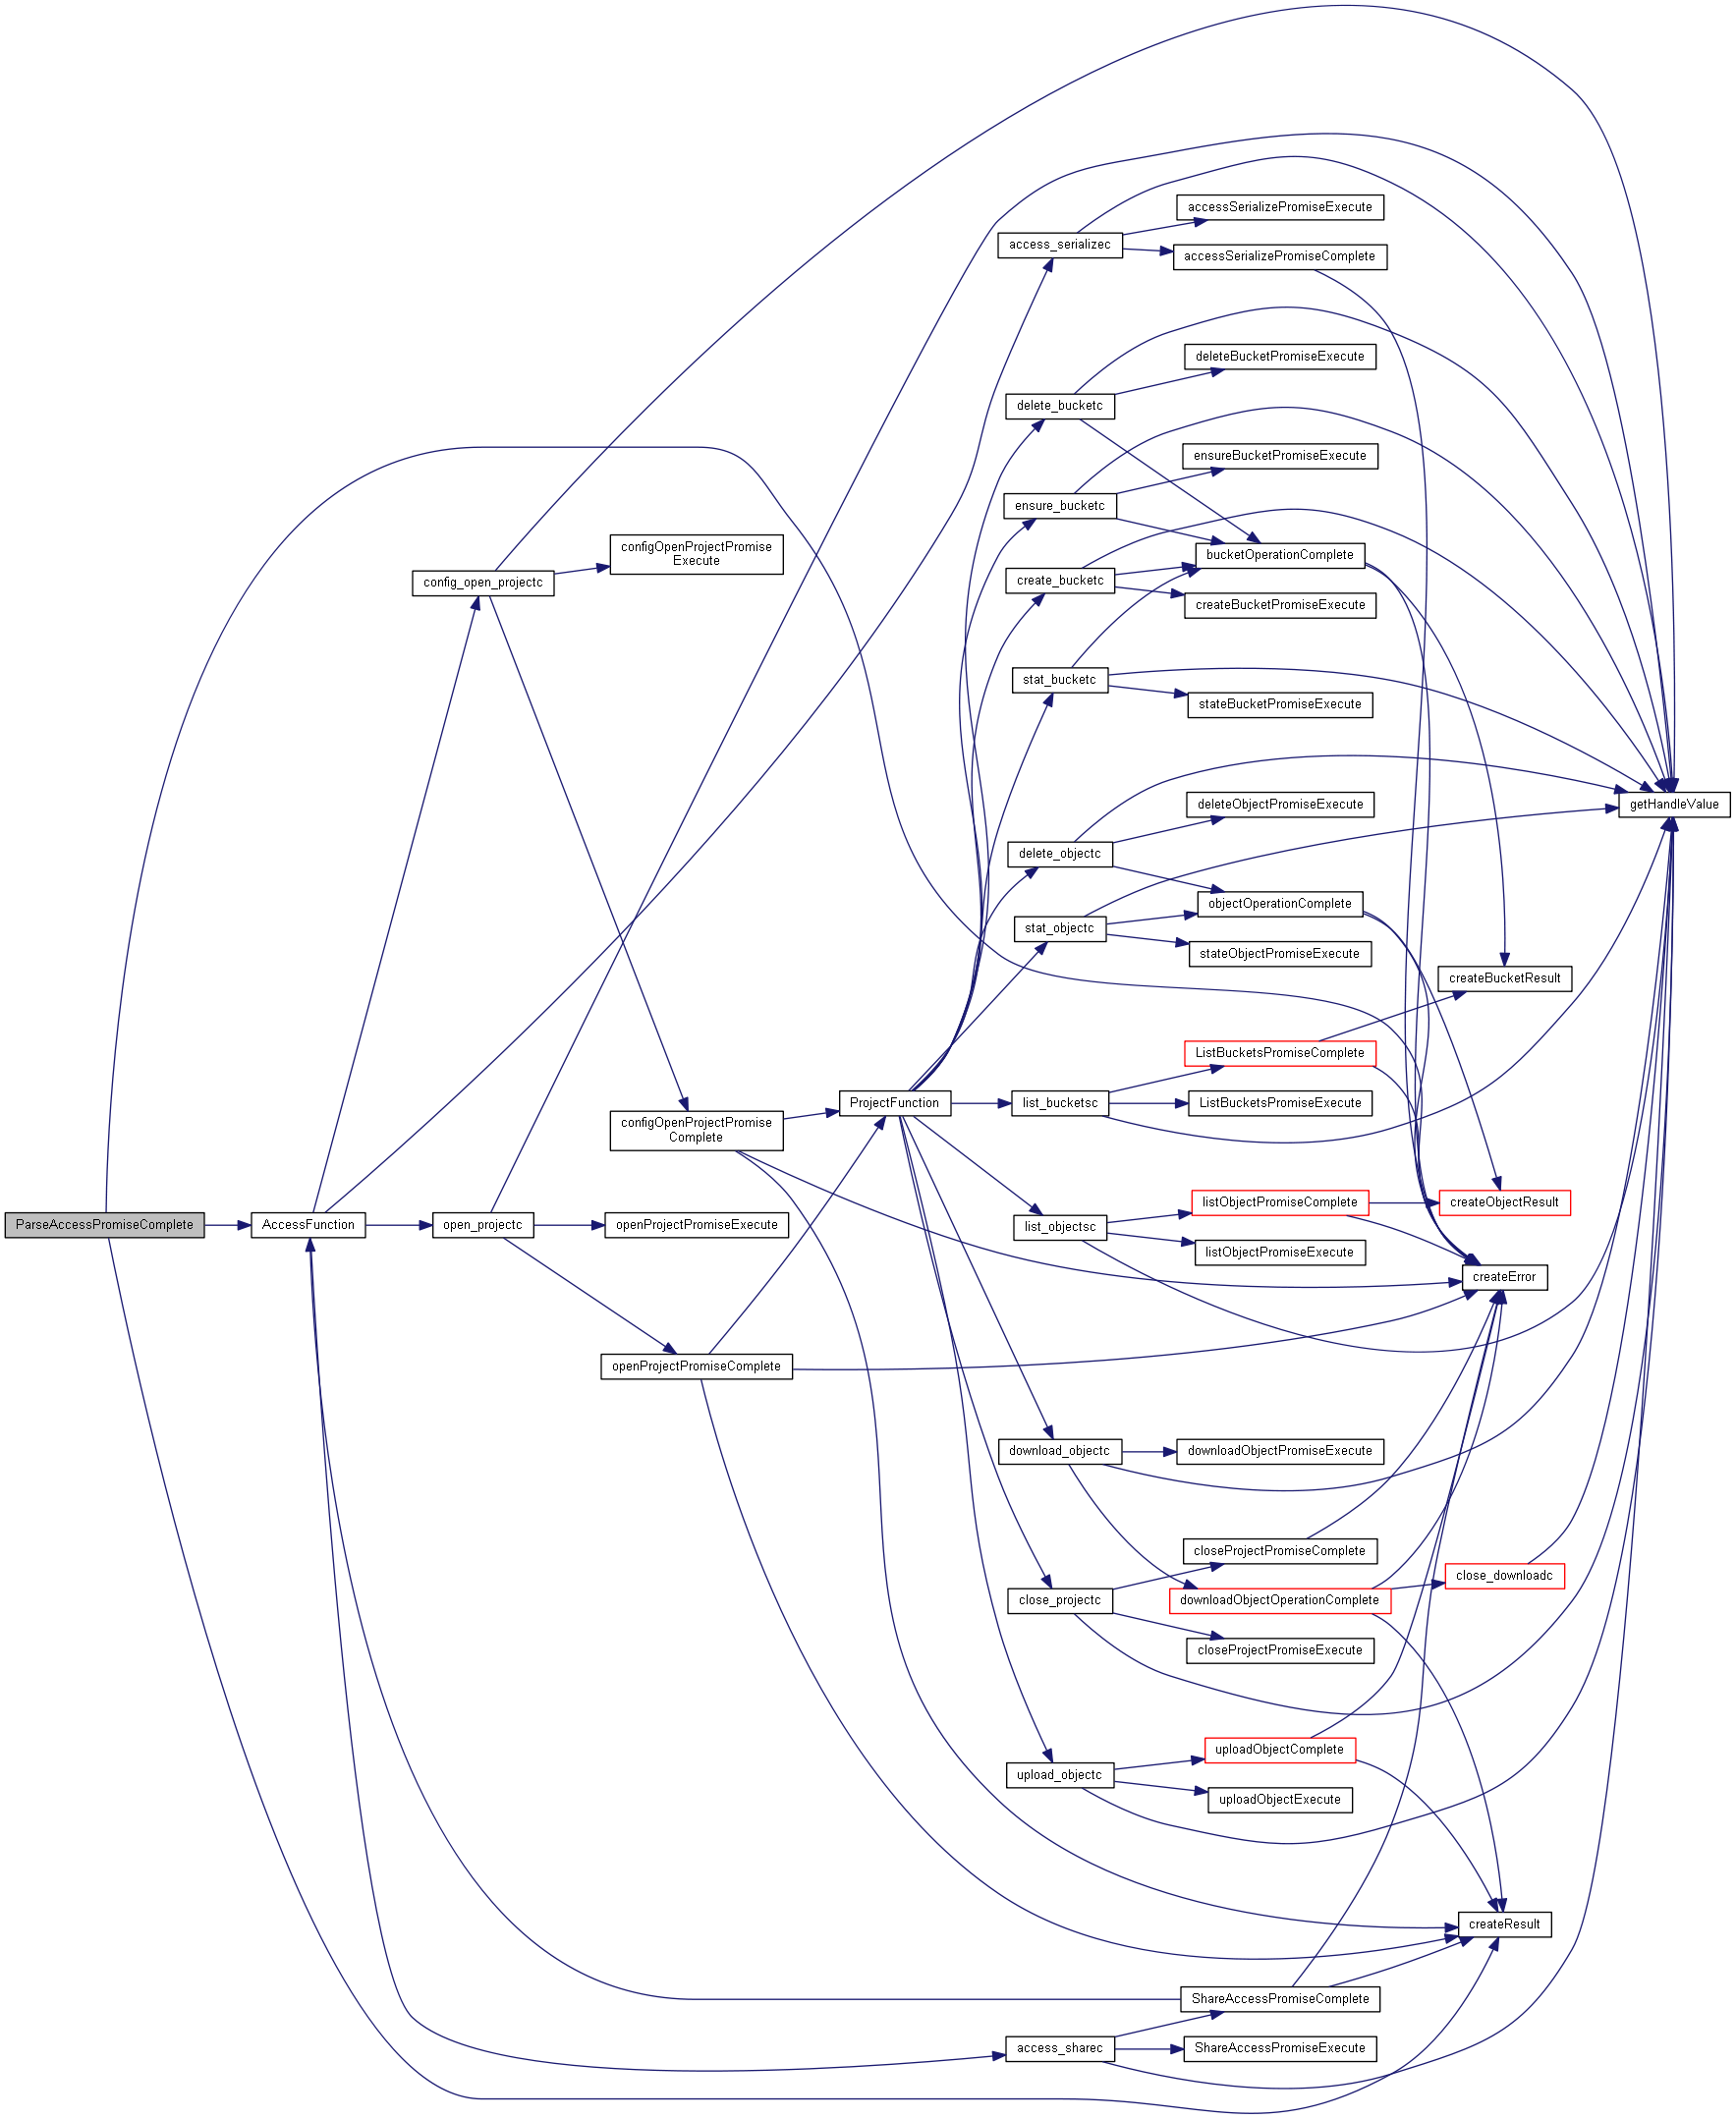 accessSerializePromiseExecute
access_serializec
accessSerializePromiseComplete
deleteBucketPromiseExecute
delete_bucketc
ensureBucketPromiseExecute
ensure_bucketc
configOpenProjectPromise
Execute
bucketOperationComplete
config_open_projectc
create_bucketc
createBucketPromiseExecute
stat_bucketc
stateBucketPromiseExecute
deleteObjectPromiseExecute
getHandleValue
delete_objectc
objectOperationComplete
stat_objectc
stateObjectPromiseExecute
createBucketResult
ListBucketsPromiseComplete
ProjectFunction
list_bucketsc
ListBucketsPromiseExecute
configOpenProjectPromise
Complete
listObjectPromiseComplete
createObjectResult
ParseAccessPromiseComplete
AccessFunction
open_projectc
openProjectPromiseExecute
list_objectsc
listObjectPromiseExecute
createError
openProjectPromiseComplete
download_objectc
downloadObjectPromiseExecute
closeProjectPromiseComplete
close_downloadc
close_projectc
downloadObjectOperationComplete
closeProjectPromiseExecute
uploadObjectComplete
upload_objectc
uploadObjectExecute
createResult
ShareAccessPromiseComplete
access_sharec
ShareAccessPromiseExecute